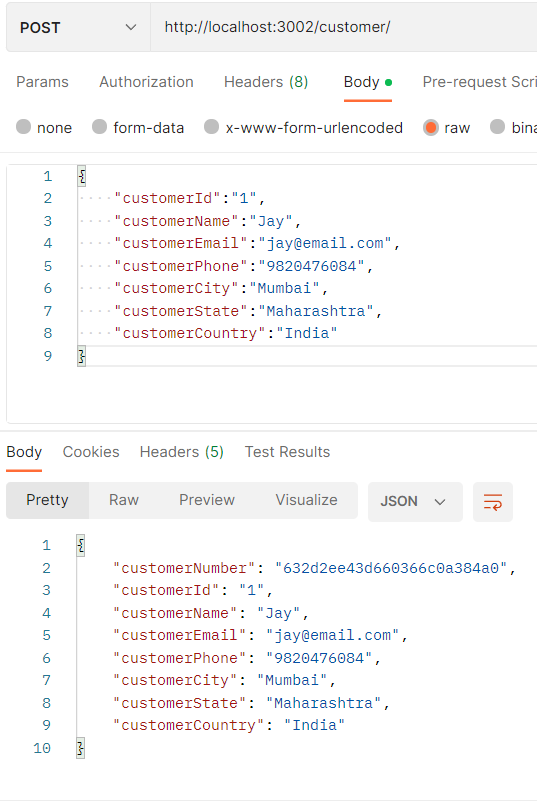 POST http://localhost:3002/customer/
Params Authorization Headers (8) Body Pre-request Scri
none form-data x-www-form-urlencoded raw bina
1 {
2 "customerId":"1",
3 "customerName":"Jay",
4 "customerEmail":"jay@email.com",
5 "customerPhone":"9820476084",
6 "customerCity":"Mumbai",
7 "customerState":"Maharashtra",
8 "customerCountry":"India"
9 }
Body Cookies Headers (5) Test Results
Pretty Raw Preview Visualize JSON
1 {
2 "customerNumber": "632d2ee43d660366c0a384a0",
3 "customerId": "1",
4 "customerName": "Jay",
5 "customerEmail": "jay@email.com",
6 "customerPhone": "9820476084",
7 "customerCity": "Mumbai",
8 "customerState": "Maharashtra",
9 "customerCountry": "India"
10 }